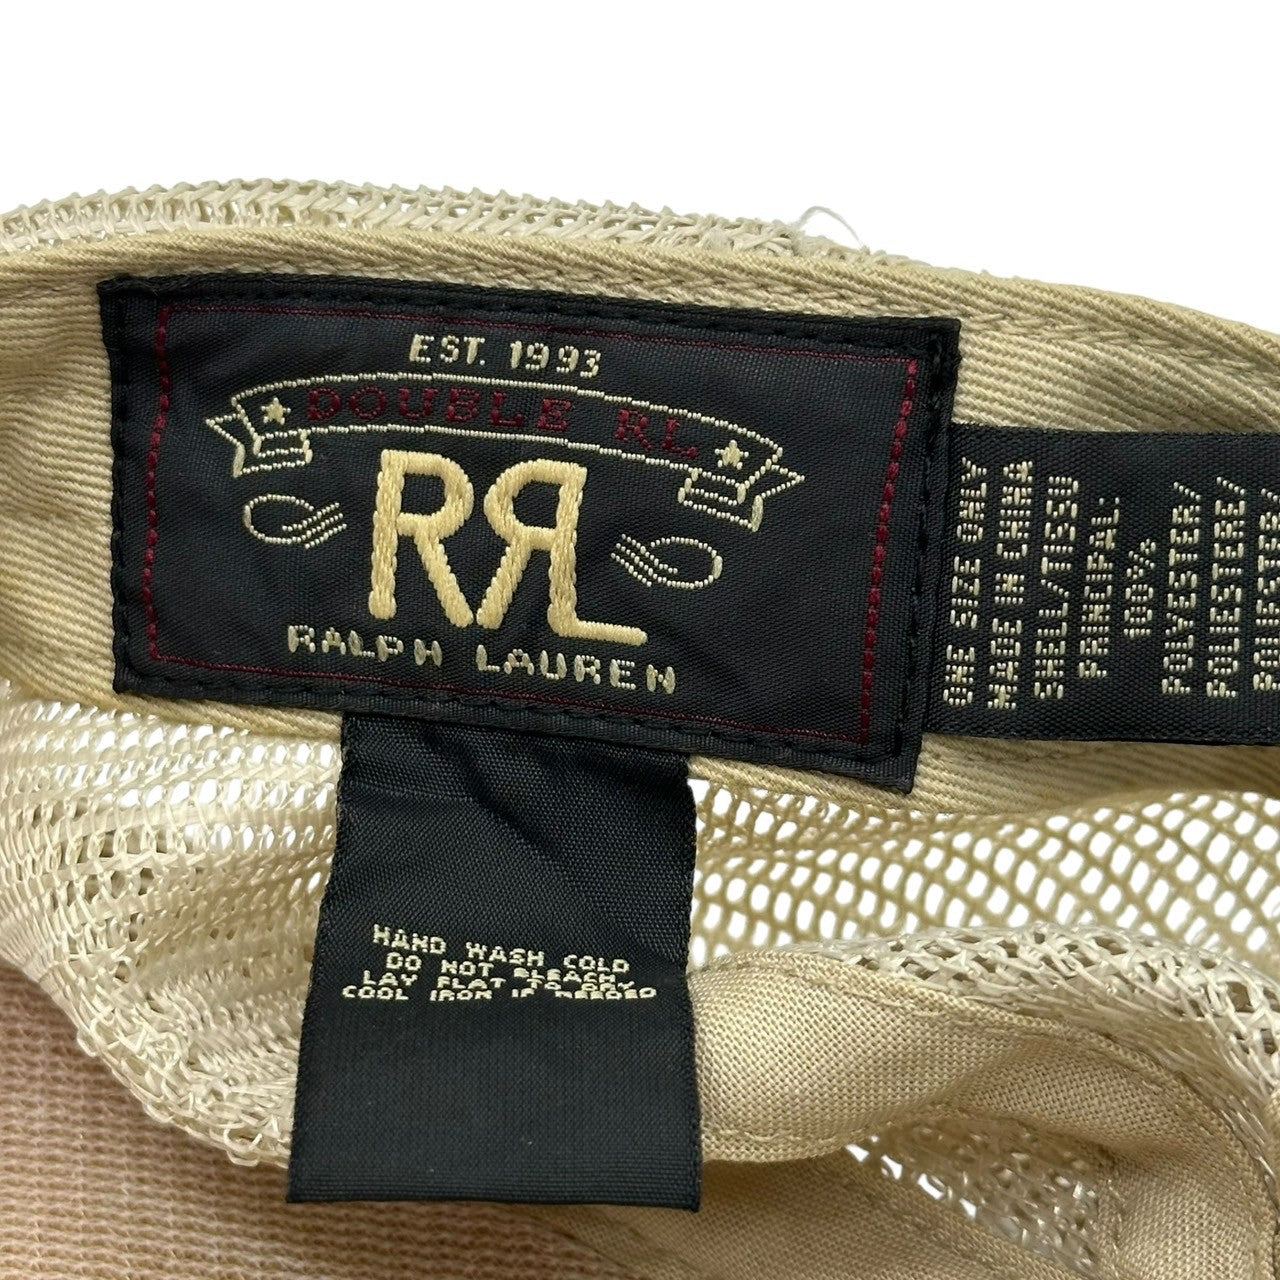 EST. 1993
DOUBLE RL
RRL
RALPH LAUREN
ONE SIZE ONLY
MADE IN CHINA
SHELL/TISSU
PRINCIPAL:
100%
POLYESTER/
POLIESTERE/
HAND WASH COLD
DO NOT BLEACH
LAY FLAT TO DRY
COOL IRON IF NEEDED